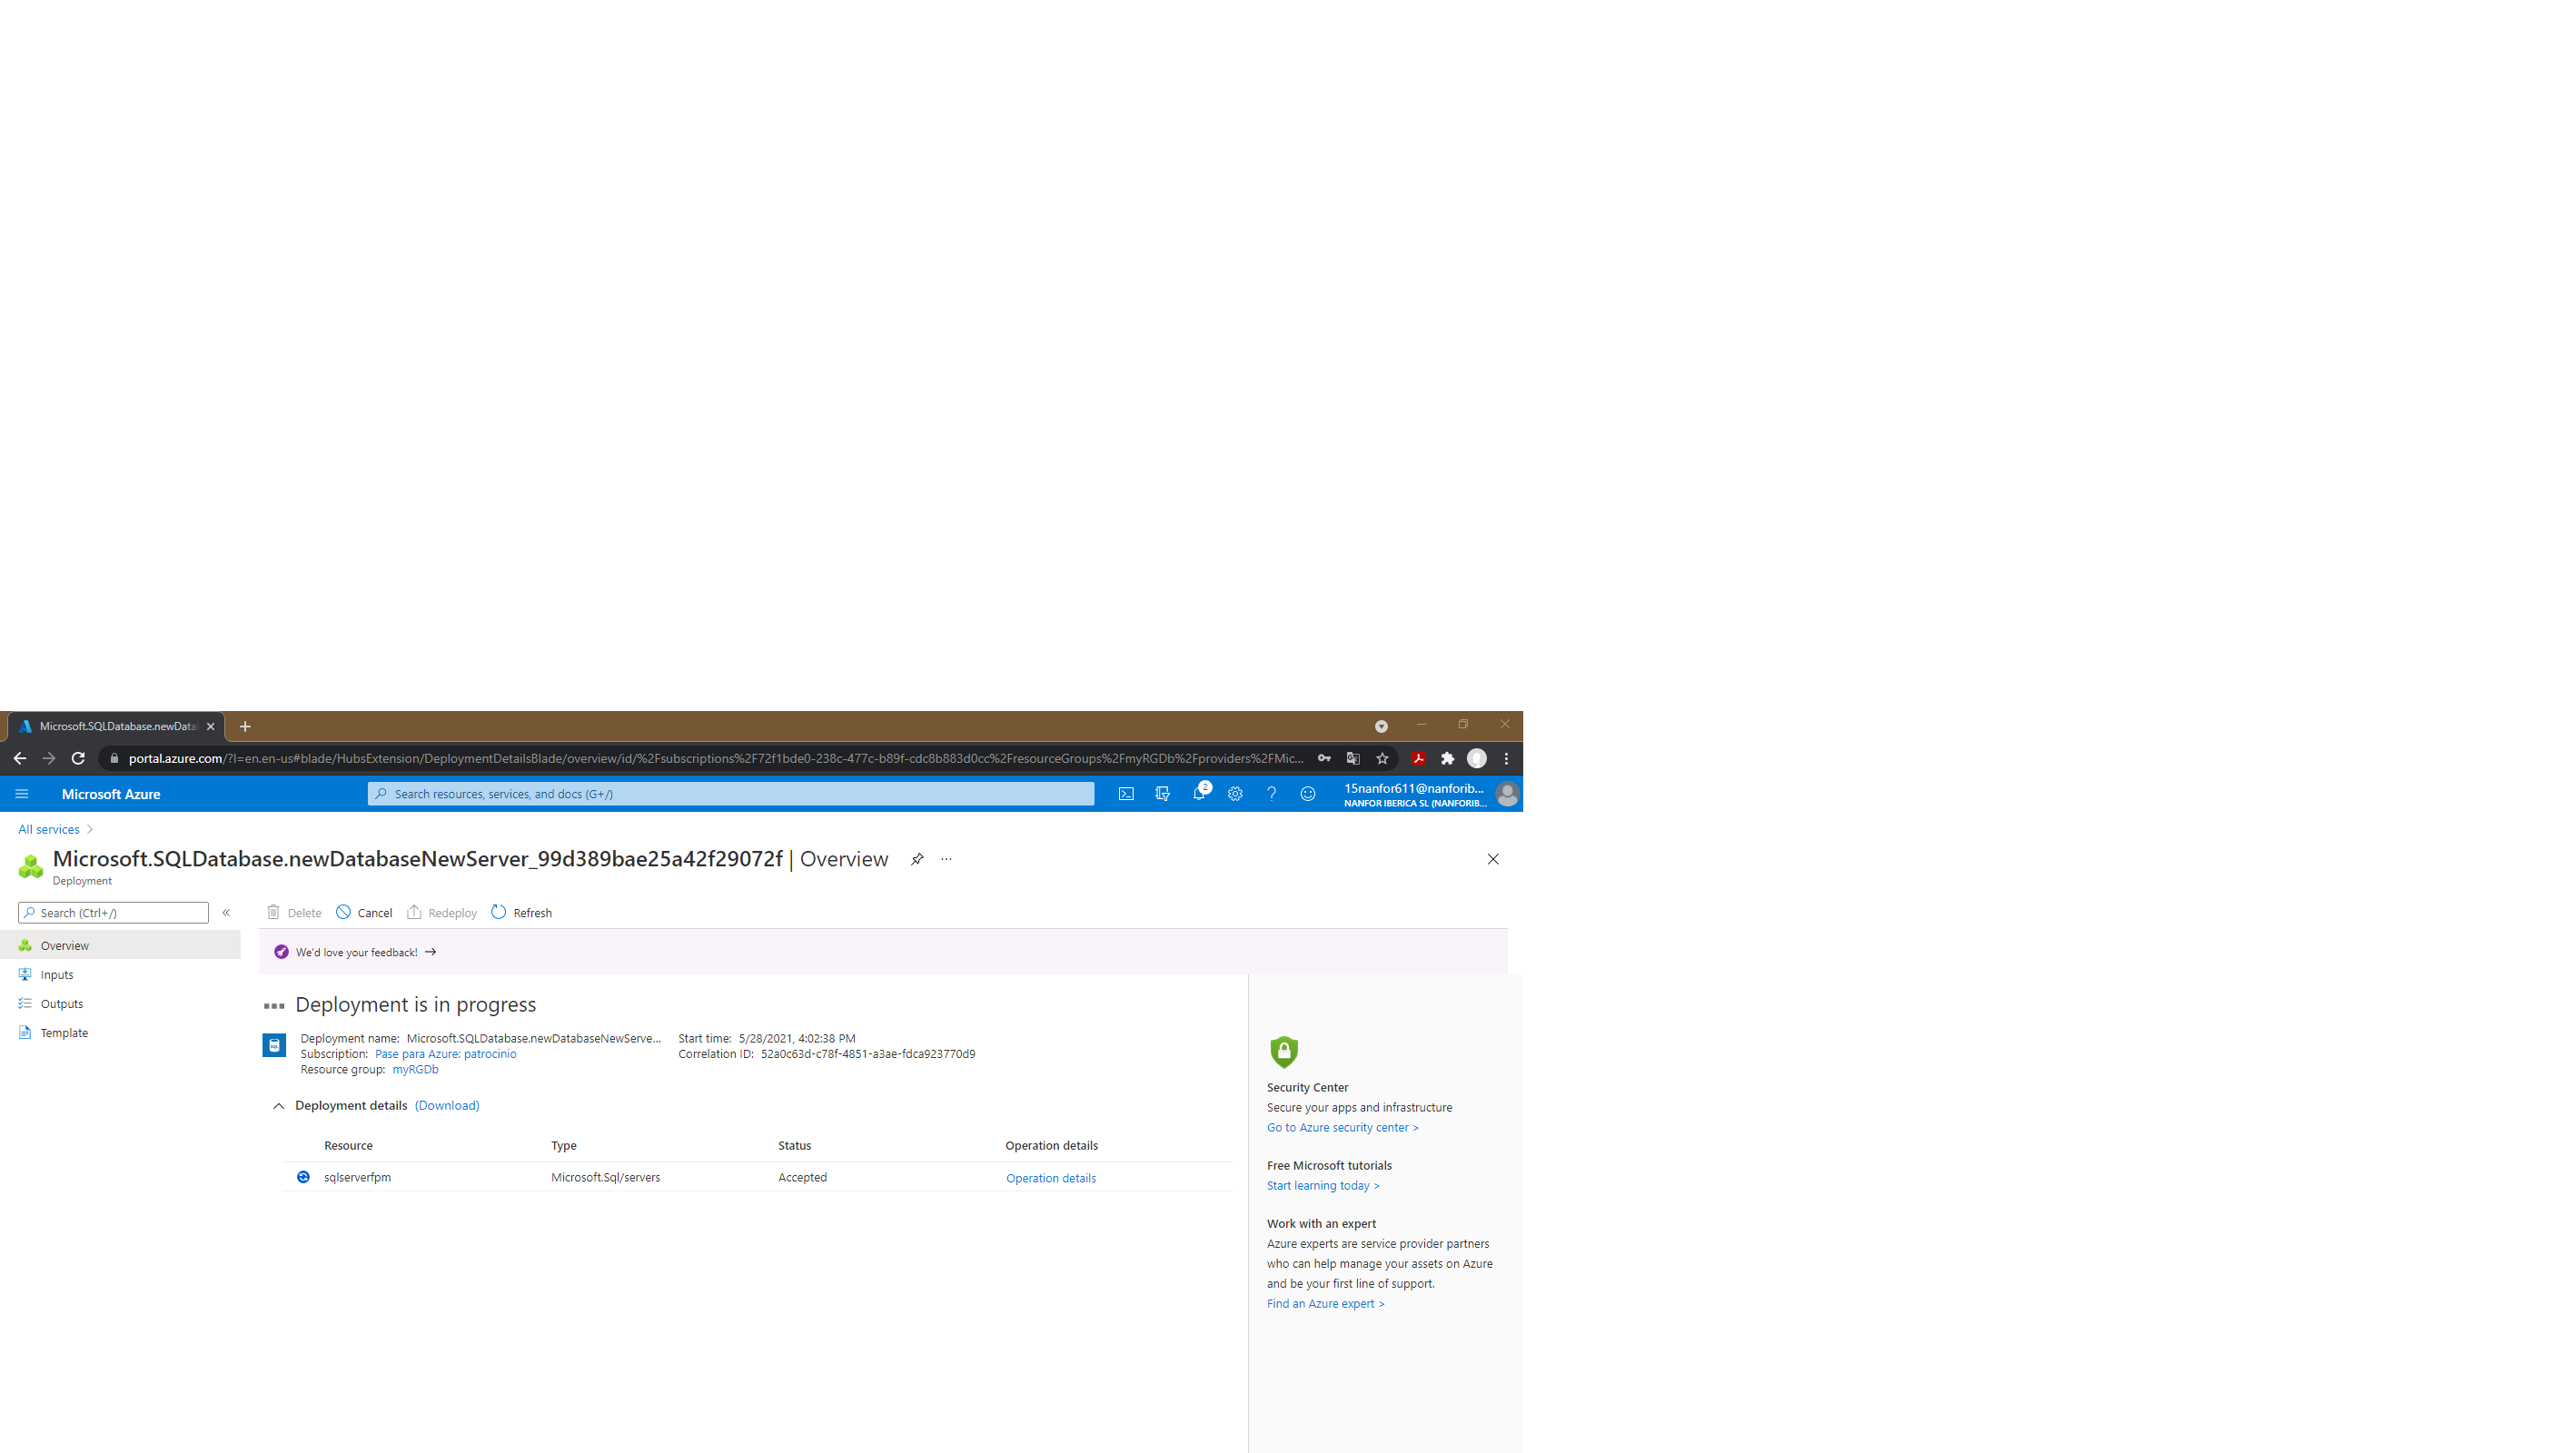 Microsoft.SQLDatabase.newDatal
portal.azure.com/?l=en.en-us#blade/HubsExtension/DeploymentDetailsBlade/overview/id/%2Fsubscriptions%2F72f1bde0-238c-477c-b89f-cdc8b883d0cc%2FresourceGroups%2FmyRGDb%2Fproviders%2FMic...
Microsoft Azure
Search resources, services, and docs (G+/)
2
15nanfor611@nanforib...
NANFOR IBERICA SL (NANFORIB...
All services
Microsoft.SQLDatabase.newDatabaseNewServer_99d389bae25a42f29072f | Overview
Deployment
Search (Ctrl+/)
Delete
Cancel
Redeploy
Refresh
Overview
Inputs
Outputs
Template
We'd love your feedback!
Deployment is in progress
Deployment name: Microsoft.SQLDatabase.newDatabaseNewServe...
Subscription: Pase para Azure: patrocinio
Resource group: myRGDb
Start time: 5/28/2021, 4:02:38 PM
Correlation ID: 52a0c63d-c78f-4851-a3ae-fdca923770d9
Deployment details (Download)
Resource Type Status Operation details
sqlserverfpm Microsoft.Sql/servers Accepted Operation details
Security Center
Secure your apps and infrastructure
Go to Azure security center >
Free Microsoft tutorials
Start learning today >
Work with an expert
Azure experts are service provider partners
who can help manage your assets on Azure
and be your first line of support.
Find an Azure expert >